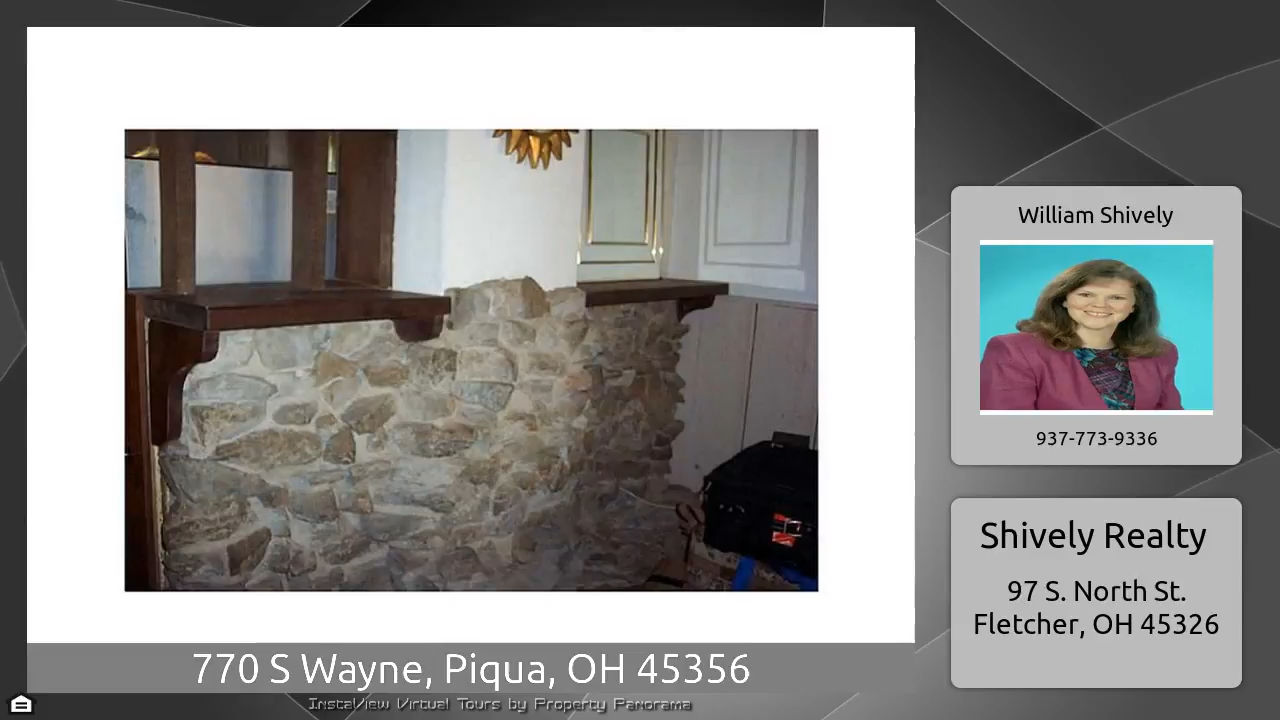 William Shively
937-773-9336
Shively Realty
97 S. North St.
Fletcher, OH 45326
770 S Wayne, Piqua, OH 45356
InstaView Virtual Tours by Property Panorama